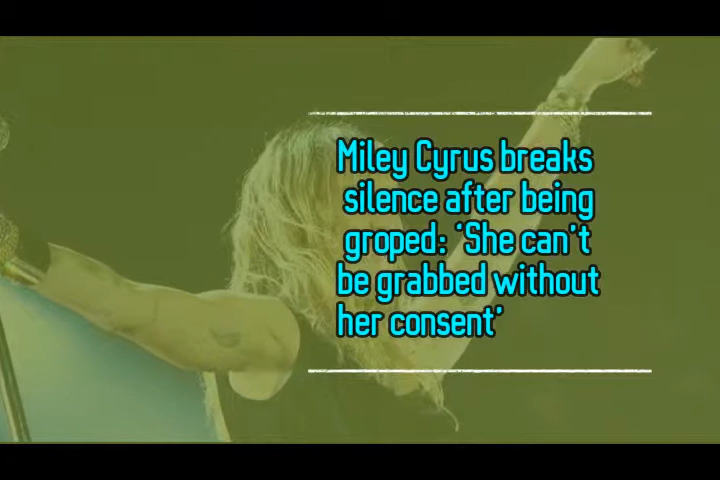 Miley Cyrus breaks
silence after being
groped: 'She can't
be grabbed without
her consent'